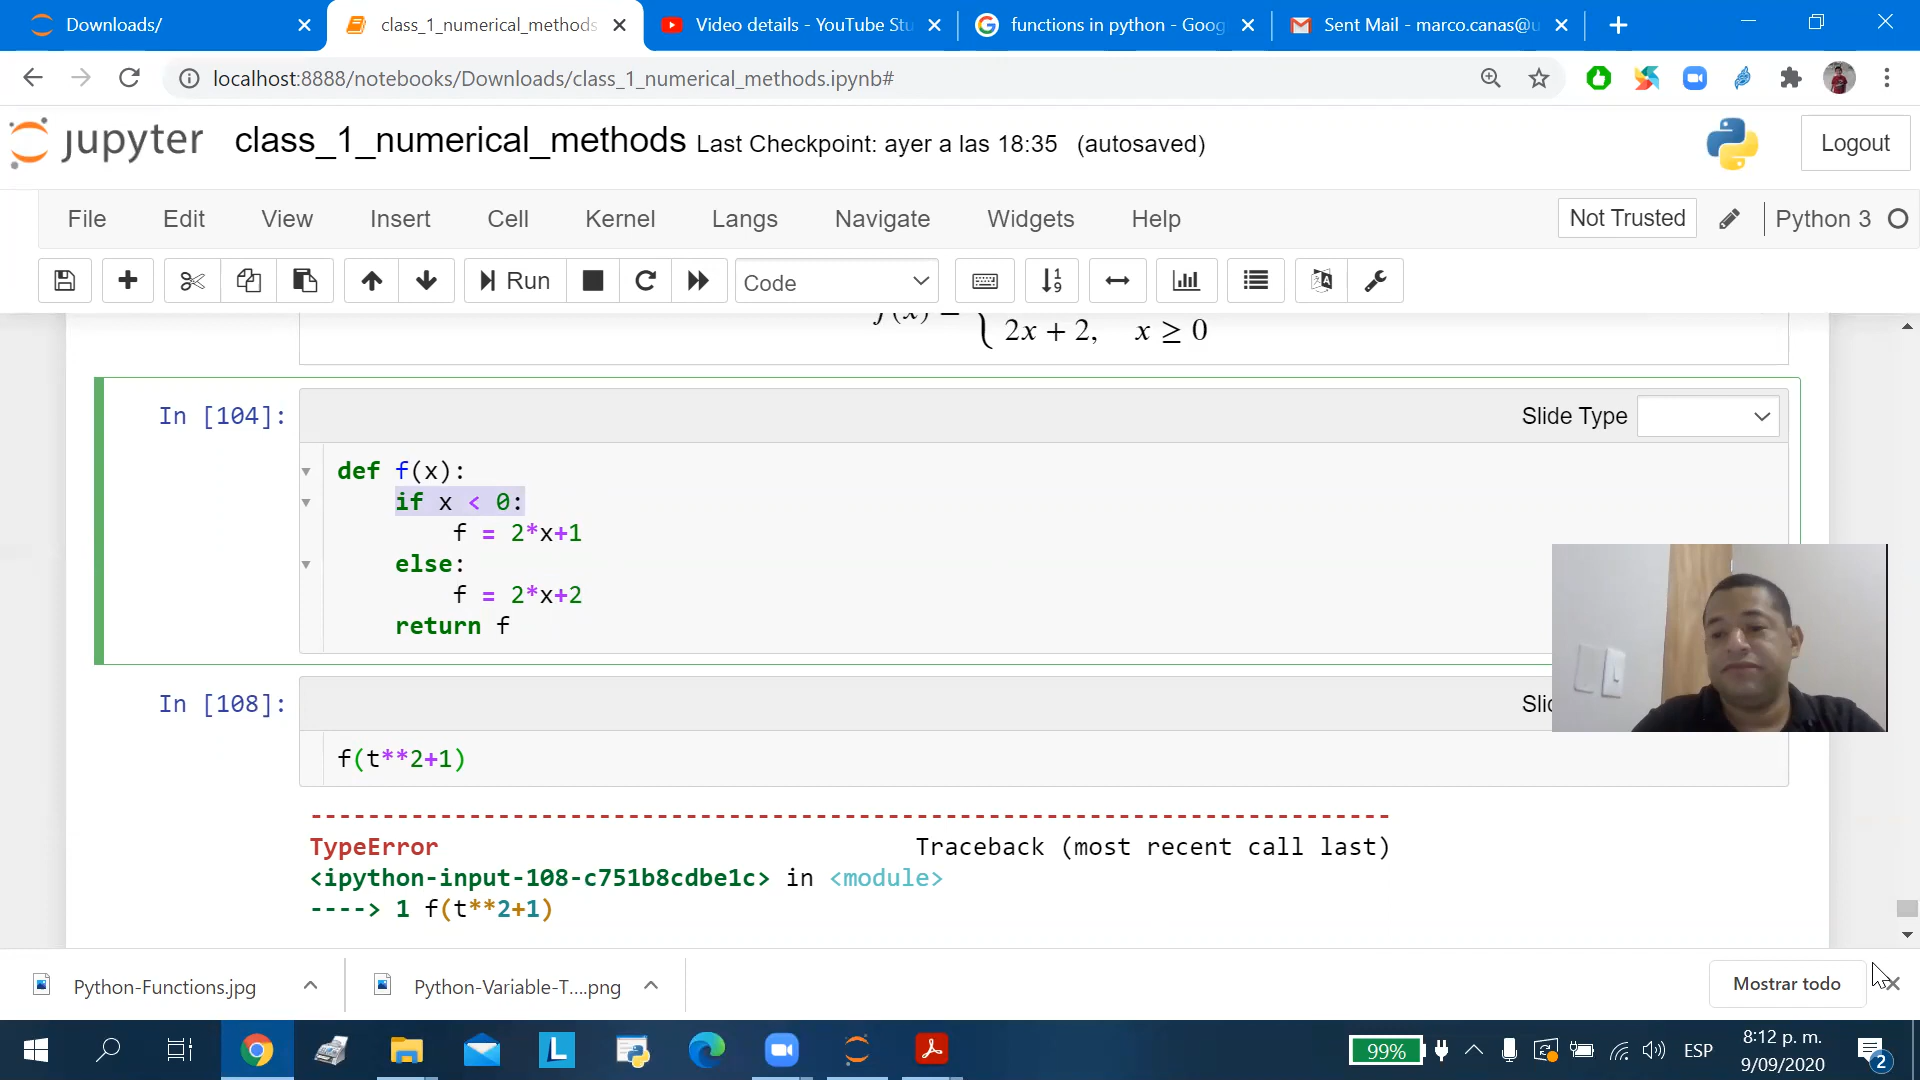 Downloads/
class_1_numerical_methods
Video details - YouTube Stu
functions in python - Goog
Sent Mail - marco.canas@u
localhost:8888/notebooks/Downloads/class_1_numerical_methods.ipynb#
jupyter class_1_numerical_methods Last Checkpoint: ayer a las 18:35 (autosaved)
Logout
File Edit View Insert Cell Kernel Langs Navigate Widgets Help
Not Trusted
Python 3
Run
Code
f(x) = {
2x + 2, x ≥ 0
In [104]:
Slide Type
def f(x):
    if x < 0:
        f = 2*x+1
    else:
        f = 2*x+2
    return f
In [108]:
Slid
f(t**2+1)
---------------------------------------------------------------------------
TypeError Traceback (most recent call last)
<ipython-input-108-c751b8cdbe1c> in <module>
----> 1 f(t**2+1)
Python-Functions.jpg
Python-Variable-T....png
Mostrar todo
99%
ESP
8:12 p. m.
9/09/2020
2